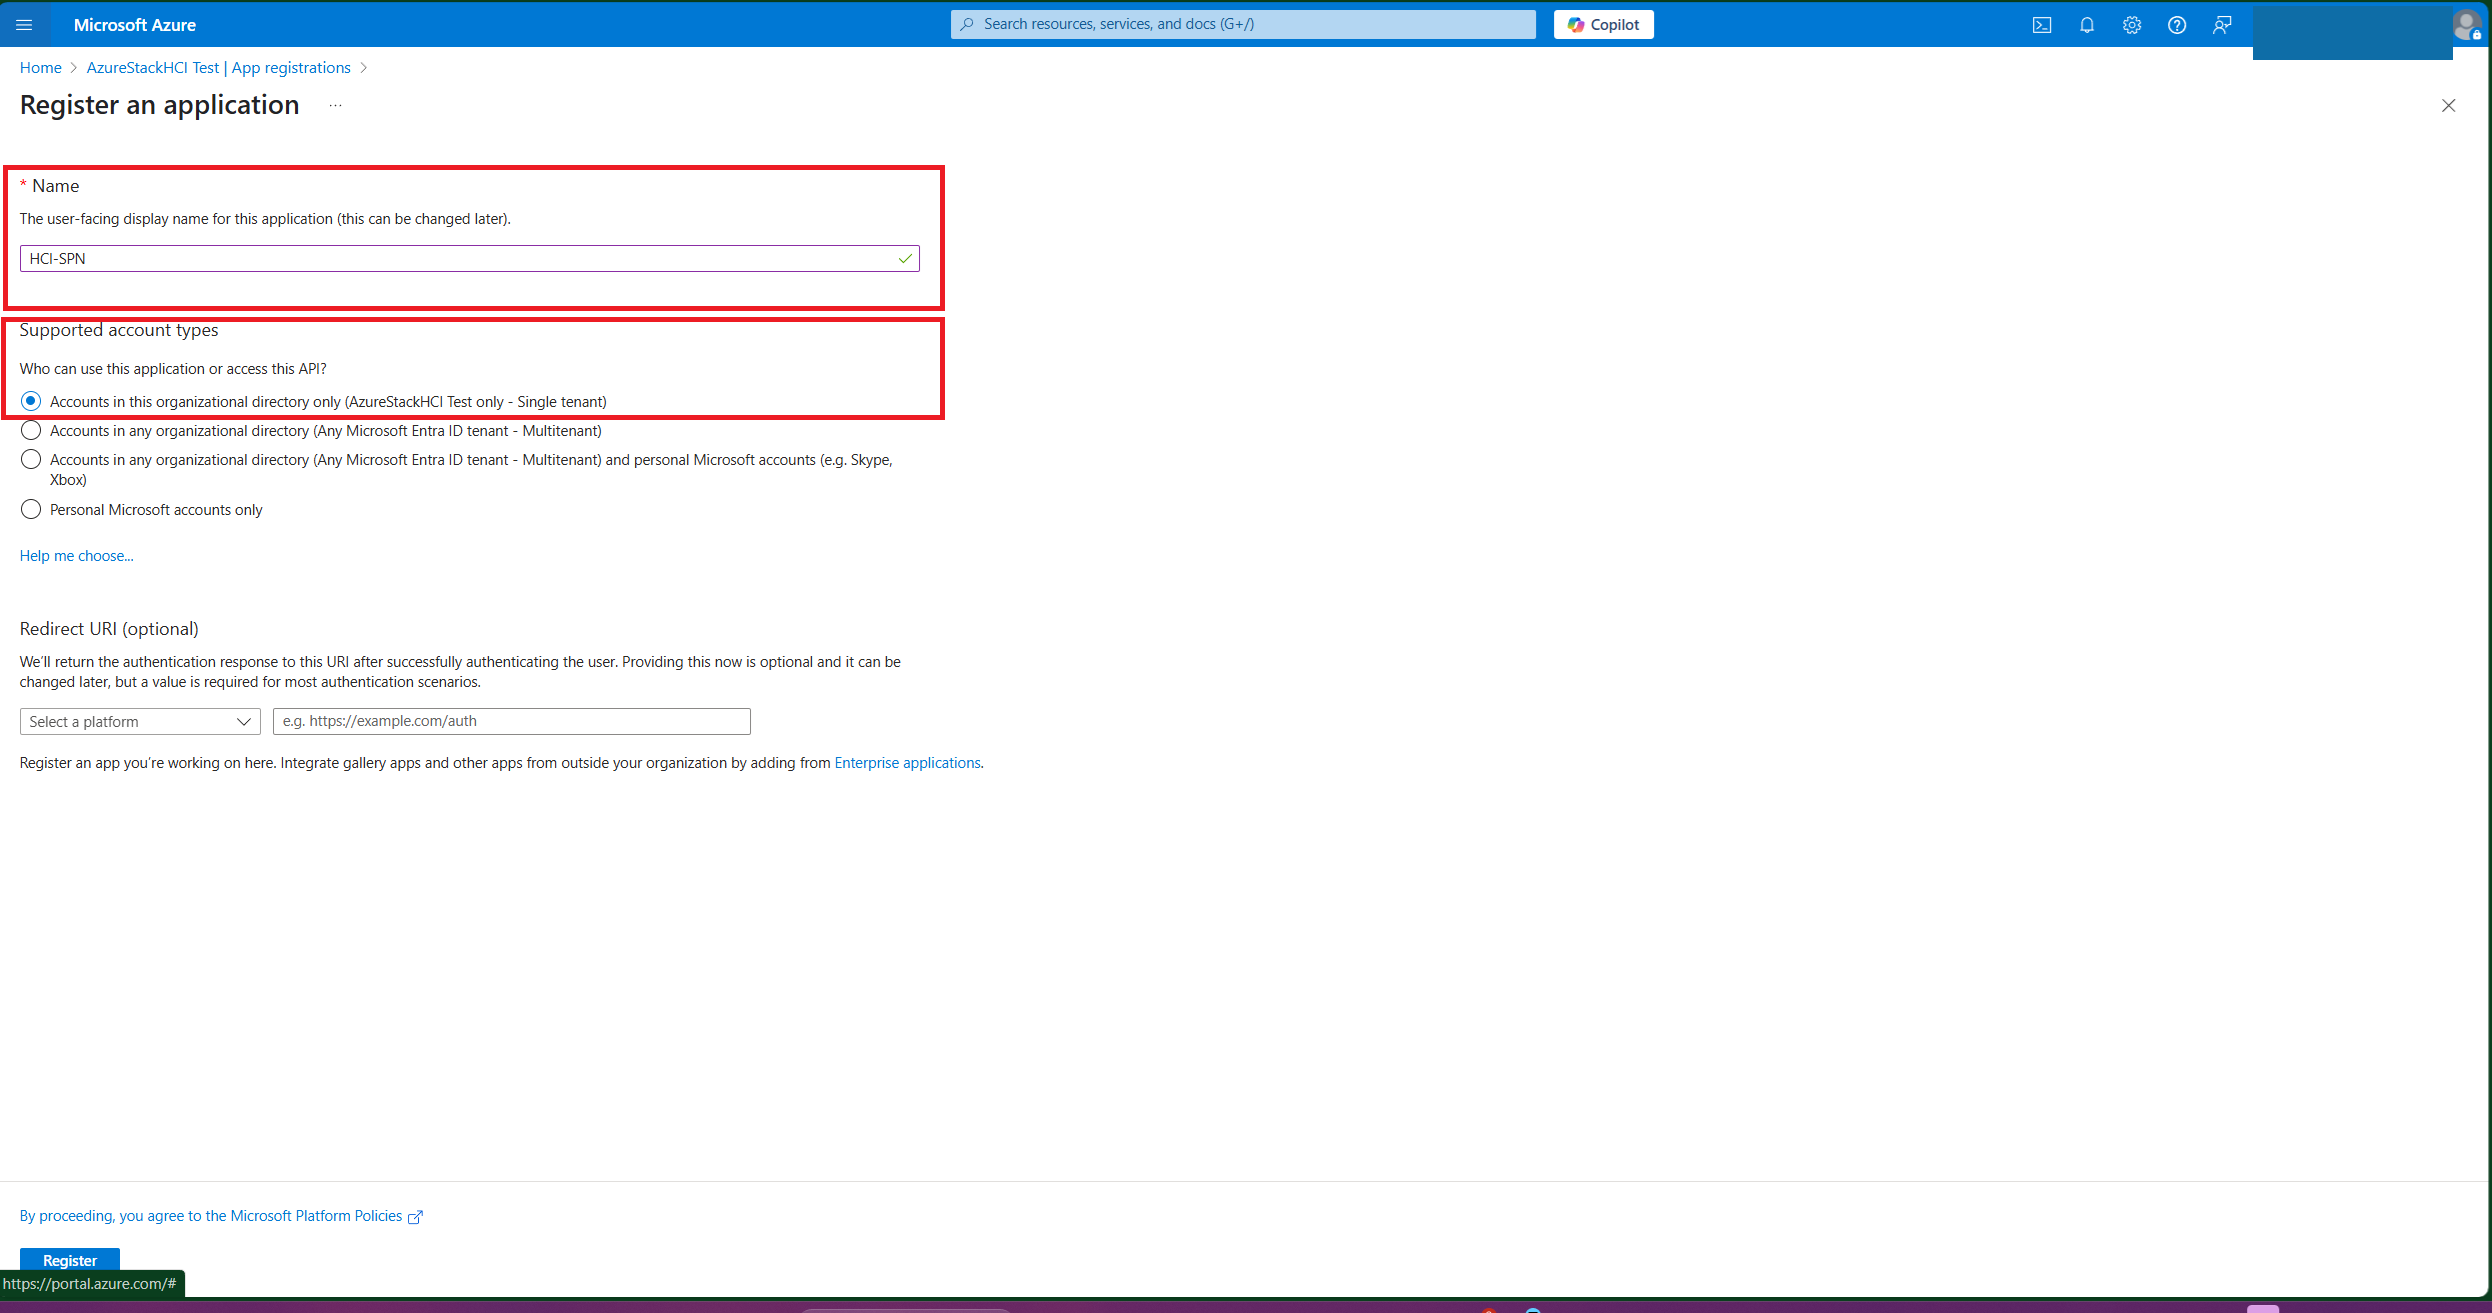 Microsoft Azure
Search resources, services, and docs (G+/)
Copilot
Home > AzureStackHCI Test | App registrations >
Register an application ...
* Name
The user-facing display name for this application (this can be changed later).
HCI-SPN
Supported account types
Who can use this application or access this API?
Accounts in this organizational directory only (AzureStackHCI Test only - Single tenant)
Accounts in any organizational directory (Any Microsoft Entra ID tenant - Multitenant)
Accounts in any organizational directory (Any Microsoft Entra ID tenant - Multitenant) and personal Microsoft accounts (e.g. Skype,
Xbox)
Personal Microsoft accounts only
Help me choose...
Redirect URI (optional)
We'll return the authentication response to this URI after successfully authenticating the user. Providing this now is optional and it can be
changed later, but a value is required for most authentication scenarios.
Select a platform
e.g. https://example.com/auth
Register an app you're working on here. Integrate gallery apps and other apps from outside your organization by adding from Enterprise applications.
By proceeding, you agree to the Microsoft Platform Policies
Register
https://portal.azure.com/#